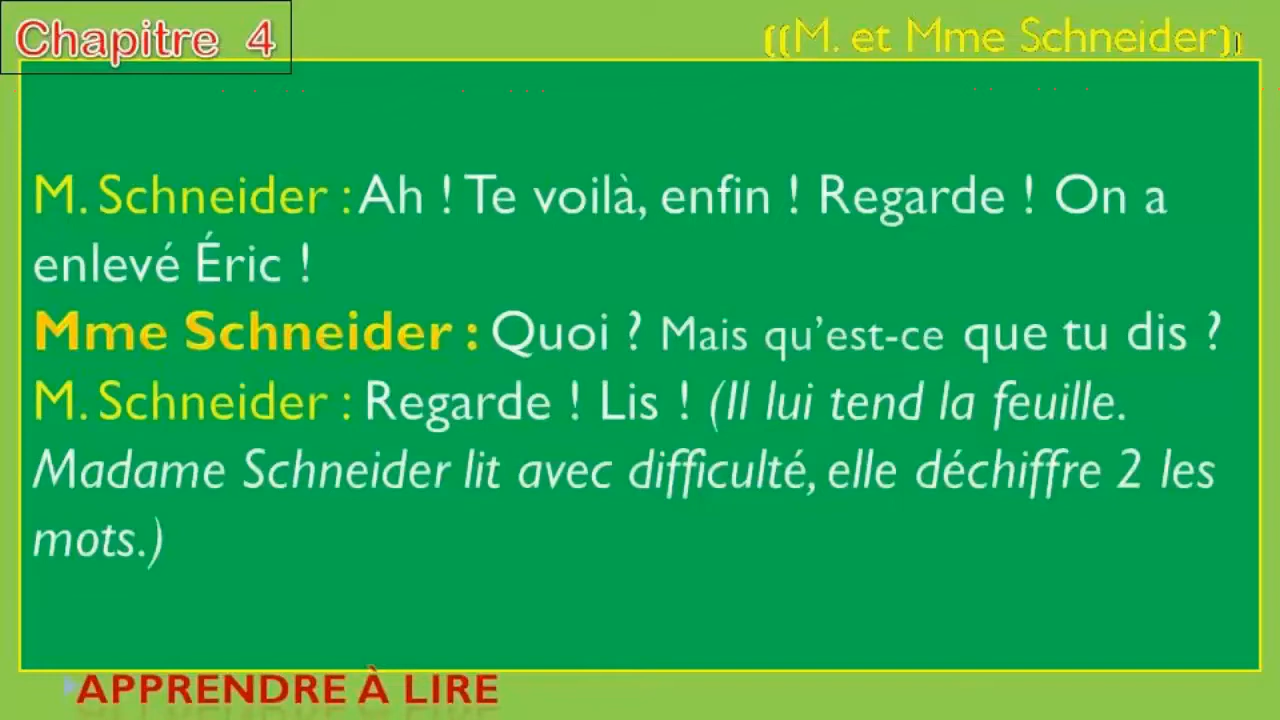 Chapitre 4
((M. et Mme Schneider))
M. Schneider : Ah ! Te voilà, enfin ! Regarde ! On a
enlevé Éric !
Mme Schneider : Quoi ? Mais qu’est-ce que tu dis ?
M. Schneider : Regarde ! Lis ! (Il lui tend la feuille.
Madame Schneider lit avec difficulté, elle déchiffre 2 les
mots.)
APPRENDRE À LIRE